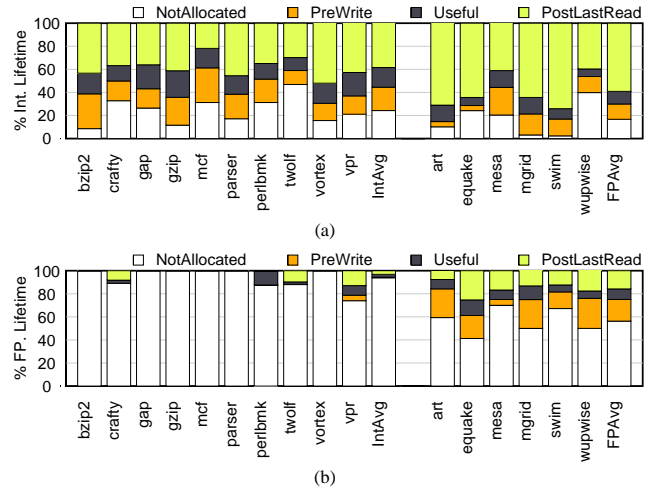 NotAllocated PreWrite Useful PostLastRead
100
80
60
40
20
0
% Int. Lifetime
bzip2 crafty gap gzip mcf parser perlbmk twolf vortex vpr IntAvg art equake mesa mgrid swim wupwise FPAvg
(a)
NotAllocated PreWrite Useful PostLastRead
100
80
60
40
20
0
% FP. Lifetime
bzip2 crafty gap gzip mcf parser perlbmk twolf vortex vpr IntAvg art equake mesa mgrid swim wupwise FPAvg
(b)